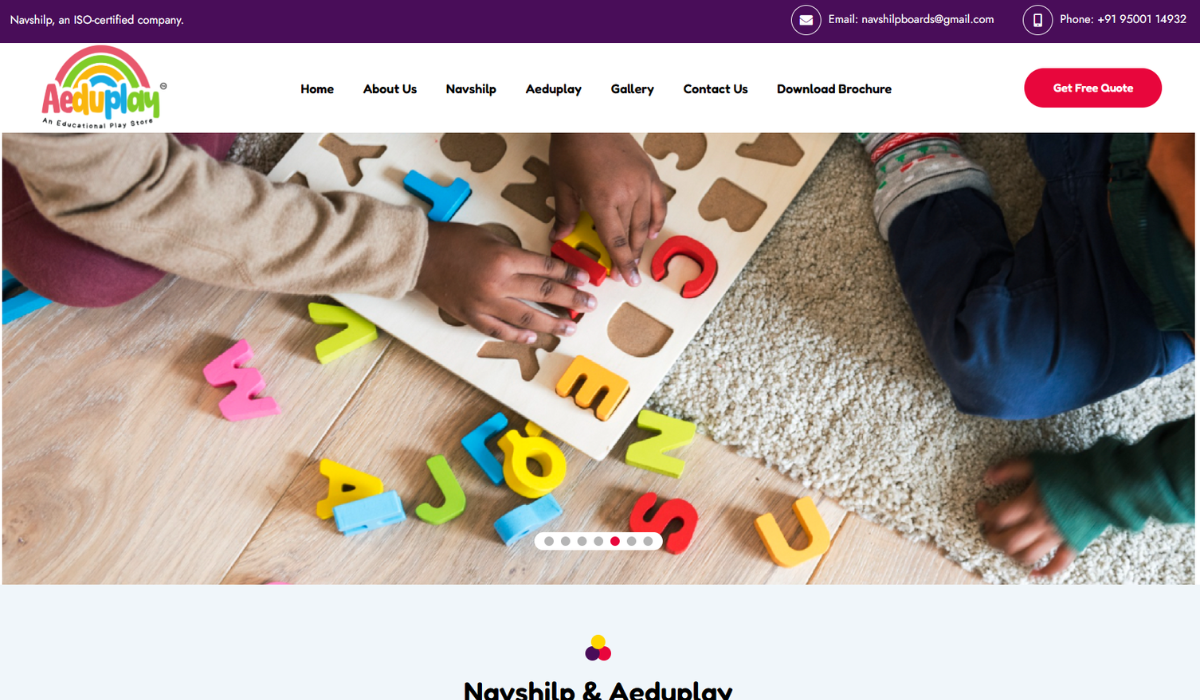 Navshilp, an ISO-certified company.
Email: navshilpboards@gmail.com
Phone: +91 95001 14932
Aeduplay
An Educational Play Store
Home About Us Navshilp Aeduplay Gallery Contact Us Download Brochure
Get Free Quote
Y
T
A
B
C
D
V
W
E
N
L
Q
A
J
S
U
Navshilp & Aeduplay